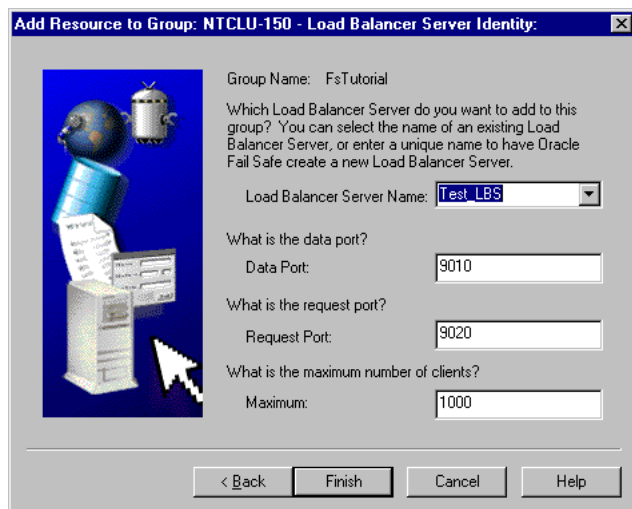 Add Resource to Group: NTCLU-150 - Load Balancer Server Identity:
Group Name: FsTutorial
Which Load Balancer Server do you want to add to this
group? You can select the name of an existing Load
Balancer Server, or enter a unique name to have Oracle
Fail Safe create a new Load Balancer Server.
Load Balancer Server Name: Test_LBS
What is the data port?
Data Port: 9010
What is the request port?
Request Port: 9020
What is the maximum number of clients?
Maximum: 1000
< Back Finish Cancel Help